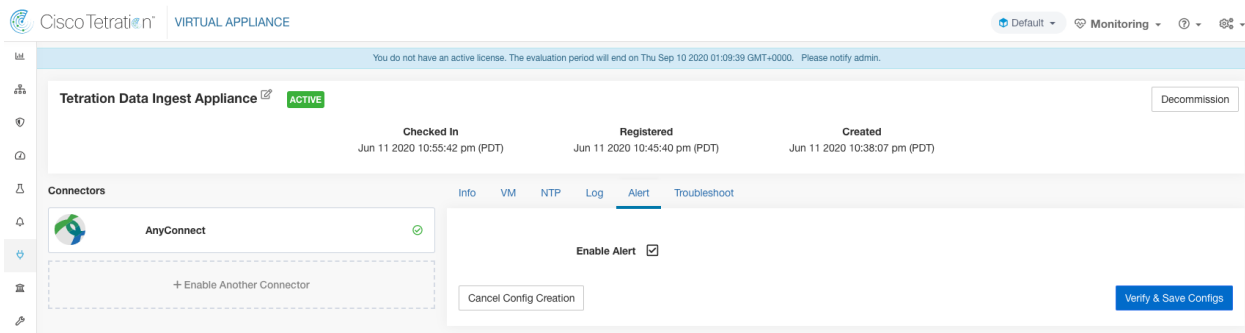 Cisco Tetration™ VIRTUAL APPLIANCE Default Monitoring ?
You do not have an active license. The evaluation period will end on Thu Sep 10 2020 01:09:39 GMT+0000. Please notify admin.
Tetration Data Ingest Appliance ACTIVE Decommission
Checked In Registered Created
Jun 11 2020 10:55:42 pm (PDT) Jun 11 2020 10:45:40 pm (PDT) Jun 11 2020 10:38:07 pm (PDT)
Connectors Info VM NTP Log Alert Troubleshoot
AnyConnect
Enable Alert
+ Enable Another Connector
Cancel Config Creation Verify & Save Configs